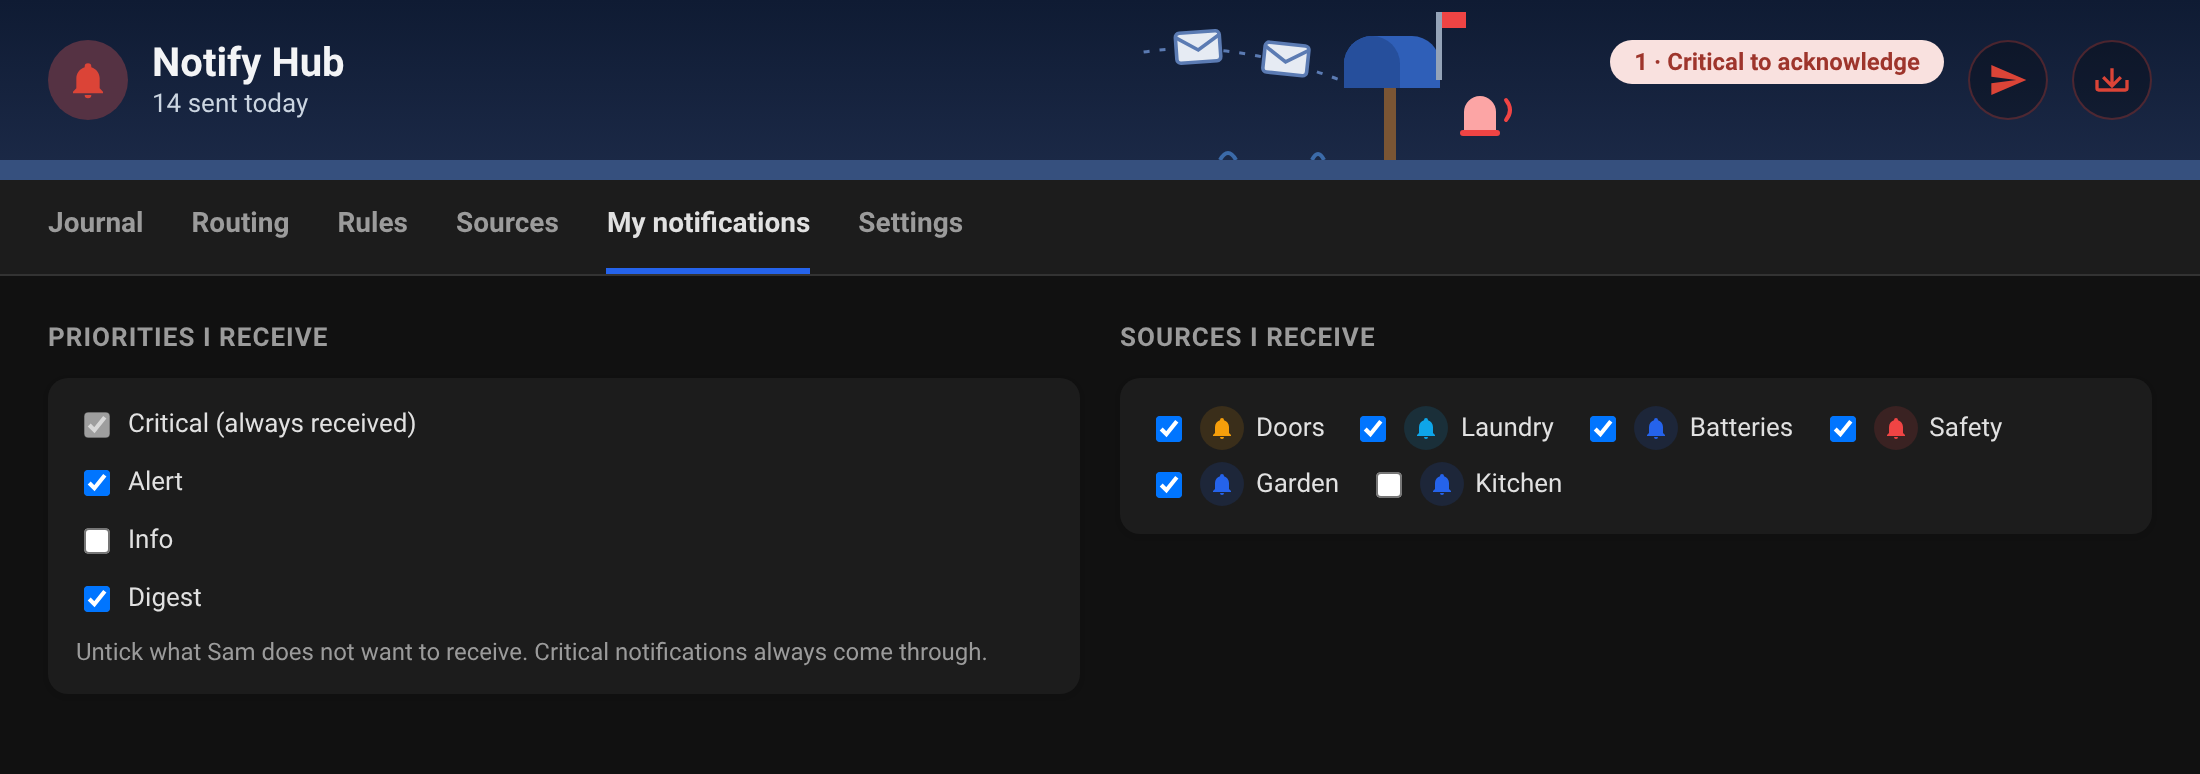 Notify Hub
14 sent today
1 · Critical to acknowledge
Journal Routing Rules Sources My notifications Settings
PRIORITIES I RECEIVE
Critical (always received)
Alert
Info
Digest
Untick what Sam does not want to receive. Critical notifications always come through.
SOURCES I RECEIVE
Doors Laundry Batteries Safety
Garden Kitchen